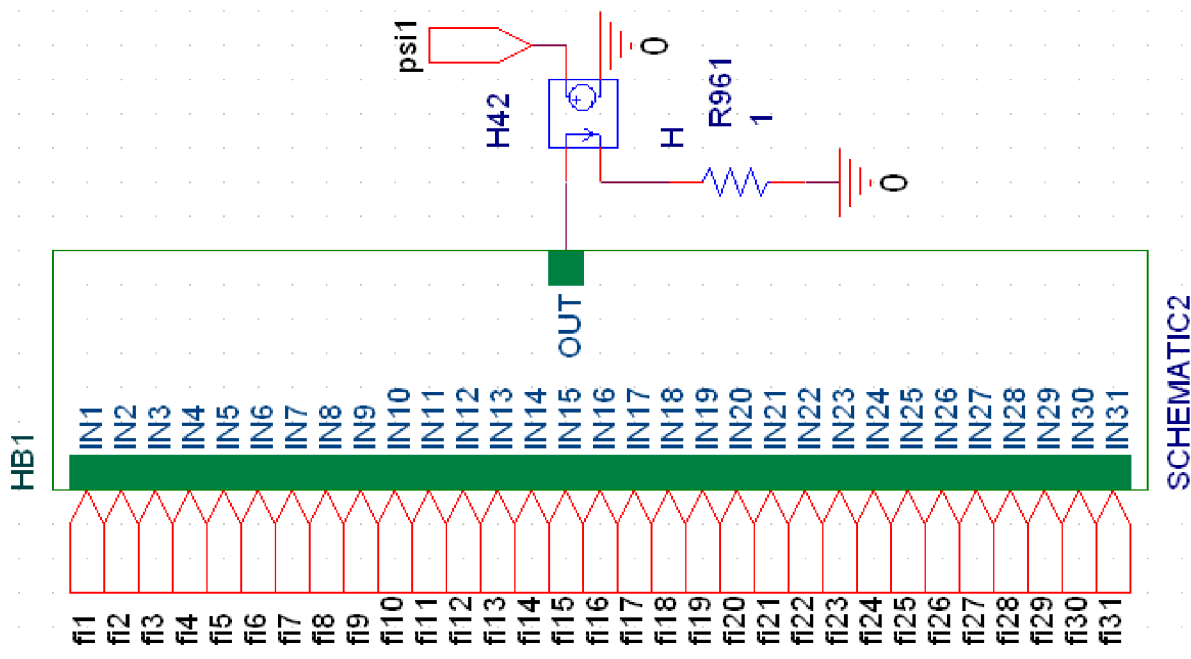 psi1
0
H42
H
R961
1
0
OUT
HB1
IN1
IN2
IN3
IN4
IN5
IN6
IN7
IN8
IN9
IN10
IN11
IN12
IN13
IN14
IN15
IN16
IN17
IN18
IN19
IN20
IN21
IN22
IN23
IN24
IN25
IN26
IN27
IN28
IN29
IN30
IN31
SCHEMATIC2
fi1
fi2
fi3
fi4
fi5
fi6
fi7
fi8
fi9
fi10
fi11
fi12
fi13
fi14
fi15
fi16
fi17
fi18
fi19
fi20
fi21
fi22
fi23
fi24
fi25
fi26
fi27
fi28
fi29
fi30
fi31